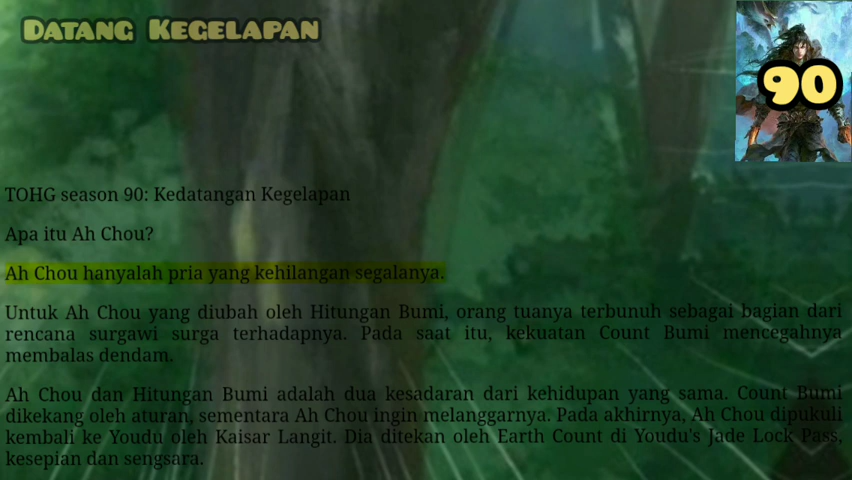 Datang Kegelapan
90
TOHG season 90: Kedatangan Kegelapan
Apa itu Ah Chou?
Ah Chou hanyalah pria yang kehilangan segalanya.
Untuk Ah Chou yang diubah oleh Hitungan Bumi, orang tuanya terbunuh sebagai bagian dari
rencana surgawi surga terhadapnya. Pada saat itu, kekuatan Count Bumi mencegahnya
membalas dendam.
Ah Chou dan Hitungan Bumi adalah dua kesadaran dari kehidupan yang sama. Count Bumi
dikekang oleh aturan, sementara Ah Chou ingin melanggarnya. Pada akhirnya, Ah Chou dipukuli
kembali ke Youdu oleh Kaisar Langit. Dia ditekan oleh Earth Count di Youdu's Jade Lock Pass,
kesepian dan sengsara.